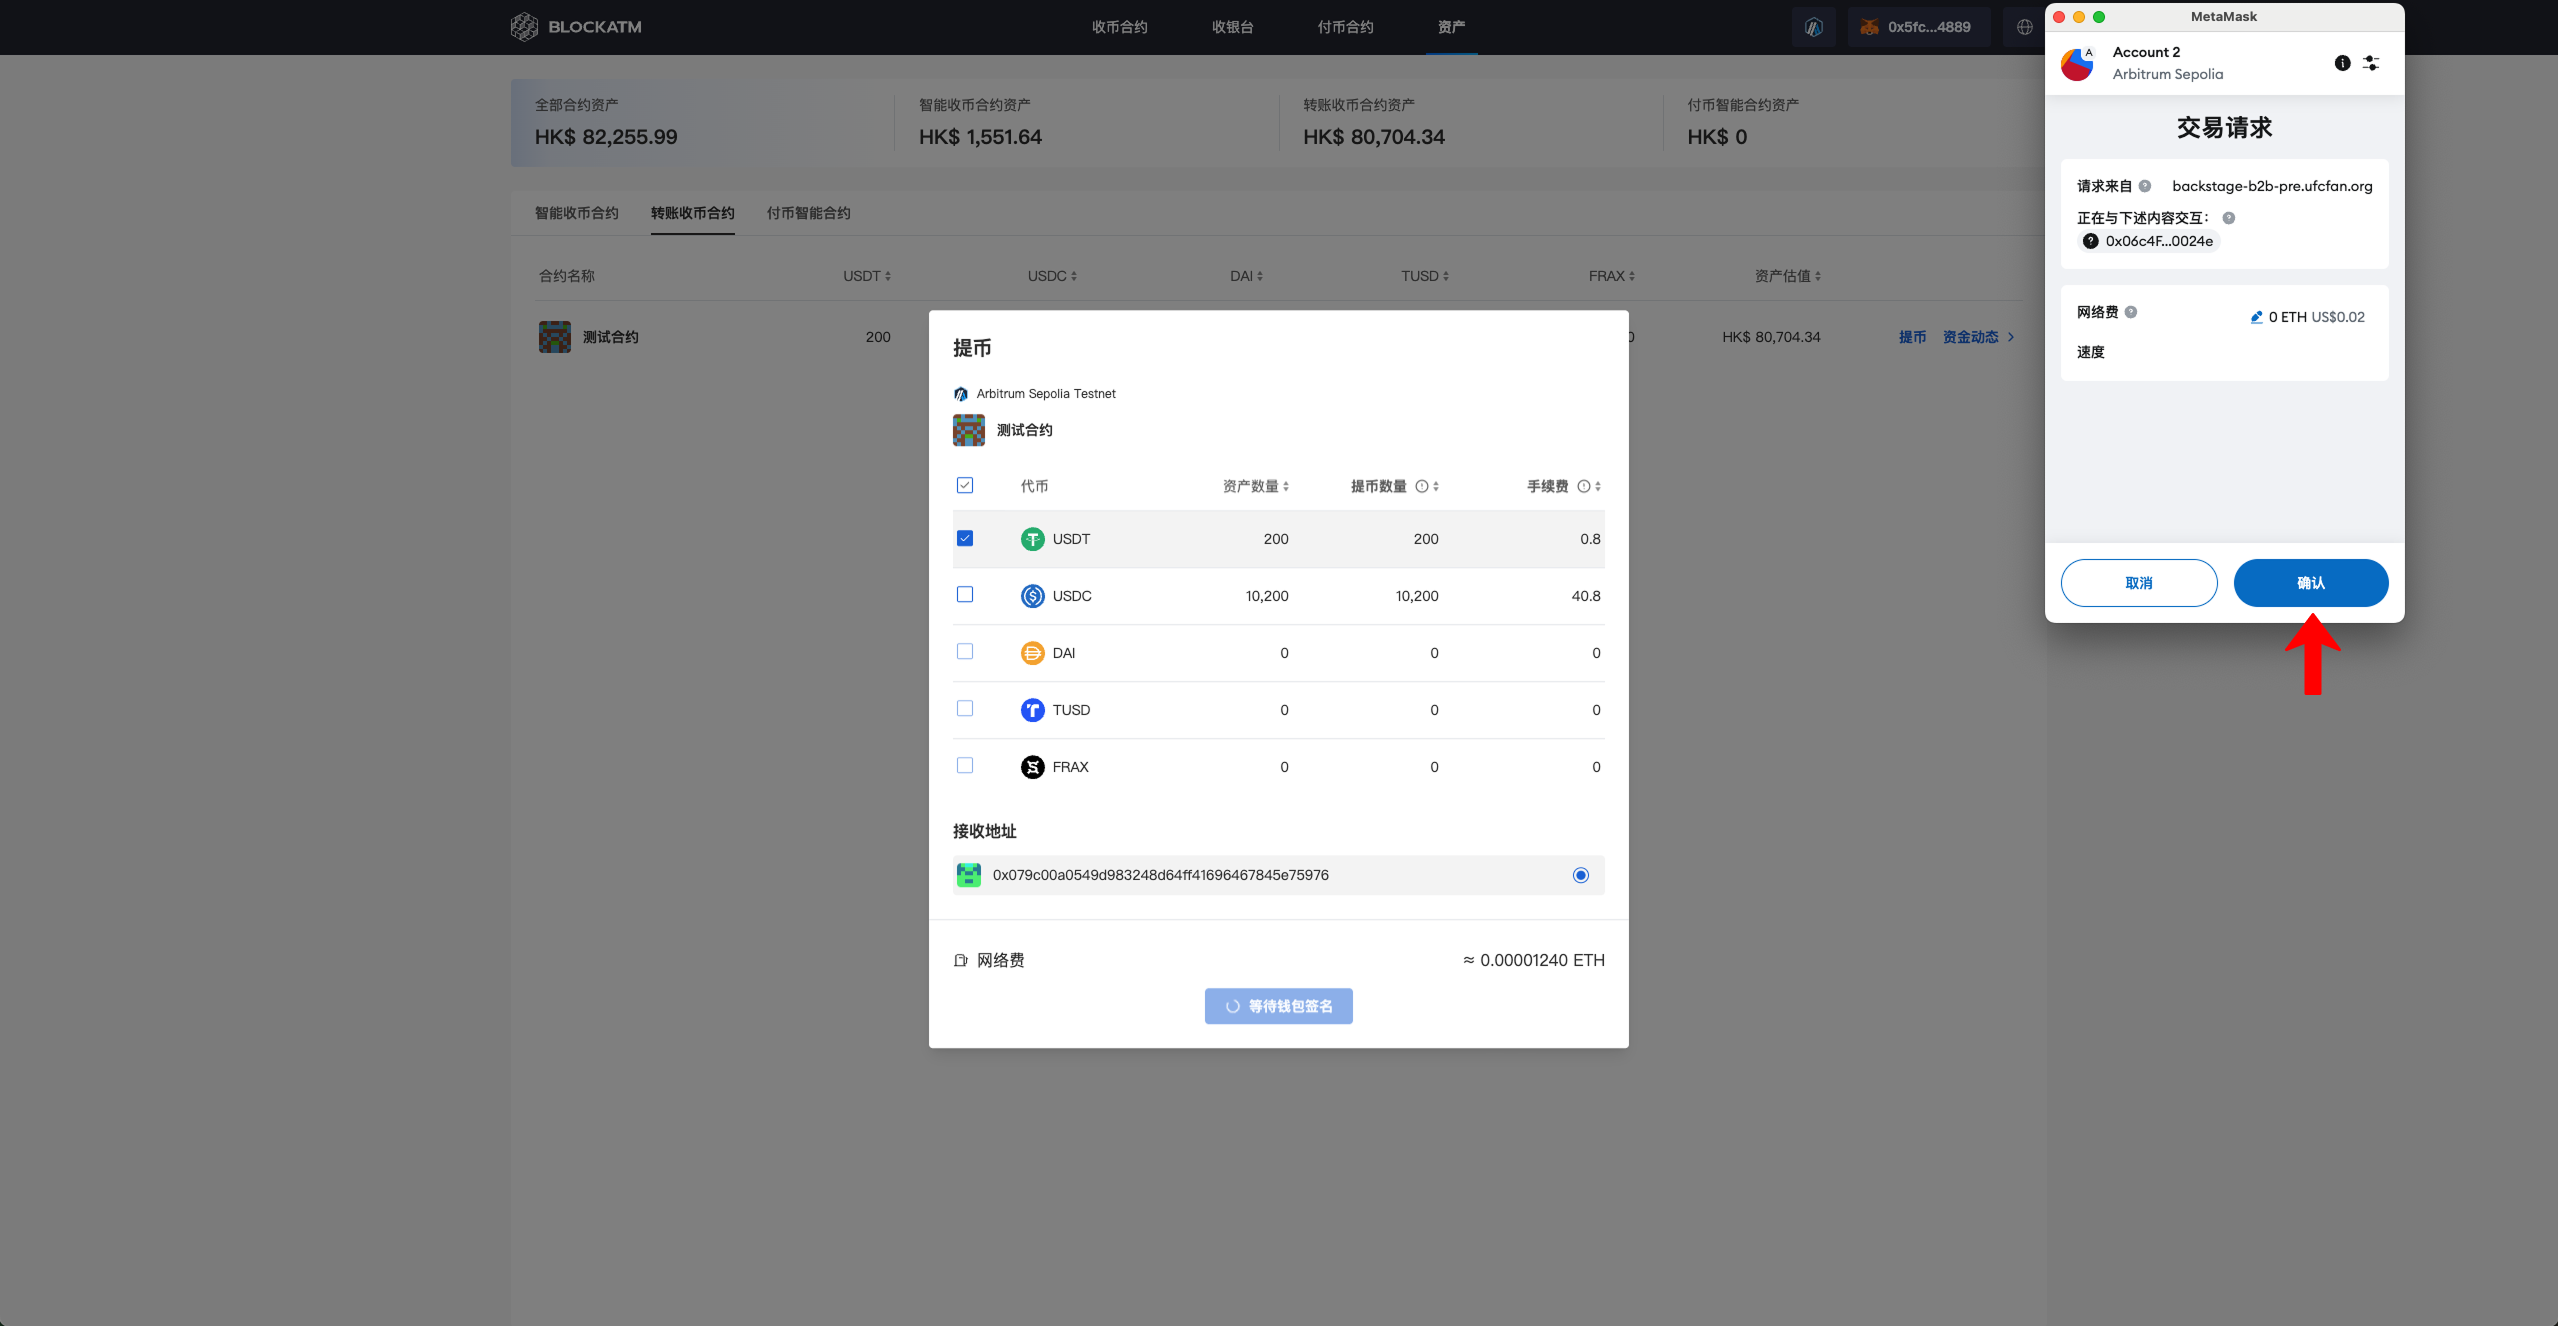 BLOCKATM
收币合约
收银台
付币合约
资产
0x5fc...4889
全部合约资产
HK$ 82,255.99
智能收币合约资产
HK$ 1,551.64
转账收币合约资产
HK$ 80,704.34
付币智能合约资产
HK$ 0
智能收币合约
转账收币合约
付币智能合约
合约名称
USDT
USDC
DAI
TUSD
FRAX
资产估值
测试合约
200
0
HK$ 80,704.34
提币
资金动态
提币
Arbitrum Sepolia Testnet
测试合约
代币
资产数量
提币数量
手续费
USDT
200
200
0.8
USDC
10,200
10,200
40.8
DAI
0
0
0
TUSD
0
0
0
FRAX
0
0
0
接收地址
0x079c00a0549d983248d64ff41696467845e75976
网络费
≈ 0.00001240 ETH
等待钱包签名
MetaMask
A
Account 2
Arbitrum Sepolia
交易请求
请求来自
backstage-b2b-pre.ufcfan.org
正在与下述内容交互：
0x06c4F...0024e
网络费
0 ETH US$0.02
速度
取消
确认